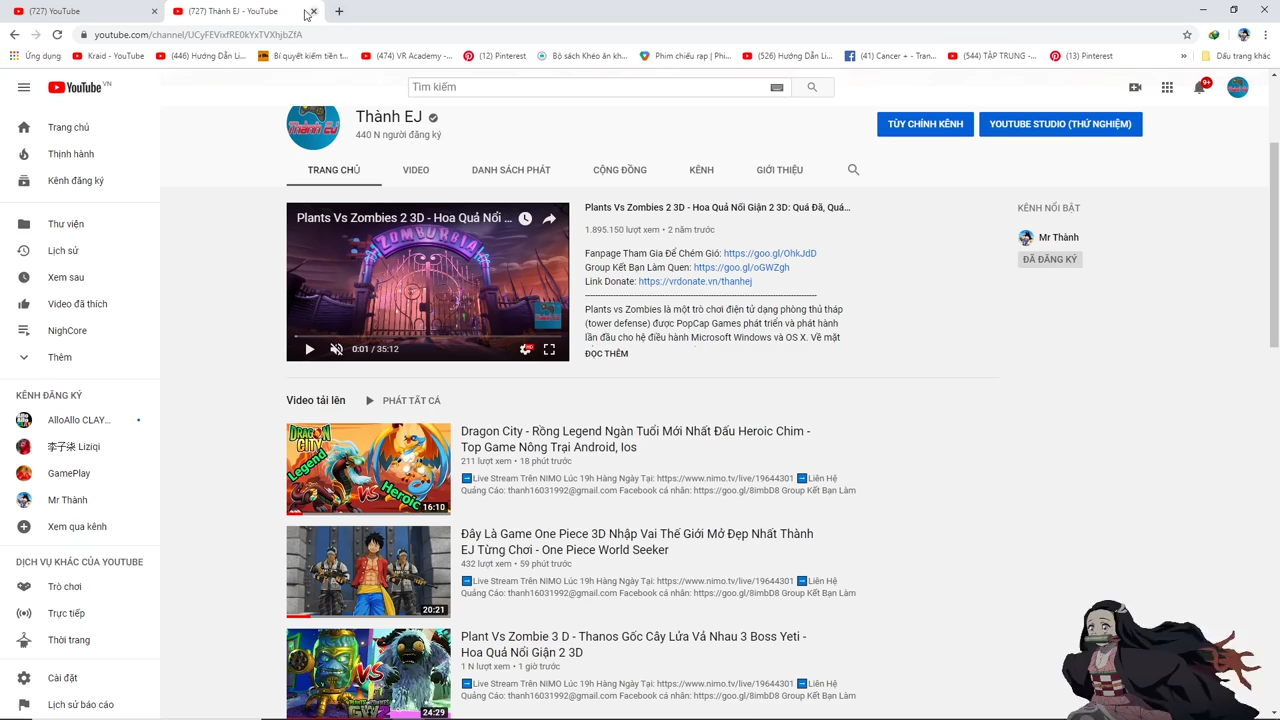 (727) YouTube
(727) Thành EJ - YouTube
youtube.com/channel/UCyFEVixfRE0kYxTVXhjbZfA
Ứng dụng
Kraid - YouTube
(446) Hướng Dẫn Li...
Bí quyết kiếm tiền t...
(474) VR Academy -...
(12) Pinterest
Bộ sách Khéo ăn kh...
Phim chiếu rạp | Phi...
(526) Hướng Dẫn Li...
(41) Cancer + - Tran...
(544) TẬP TRUNG -...
(13) Pinterest
»
Dấu trang khác
YouTube VN
Tìm kiếm
9+
Trang chủ
Thịnh hành
Kênh đăng ký
Thư viện
Lịch sử
Xem sau
Video đã thích
NighCore
Thêm
KÊNH ĐĂNG KÝ
AlloAllo CLAY...
李子柒 Liziqi
GamePlay
Mr Thành
Xem qua kênh
DỊCH VỤ KHÁC CỦA YOUTUBE
Trò chơi
Trực tiếp
Thời trang
Cài đặt
Lịch sử báo cáo
Thành EJ
Thành EJ
440 N người đăng ký
TÙY CHỈNH KÊNH
YOUTUBE STUDIO (THỬ NGHIỆM)
TRANG CHỦ
VIDEO
DANH SÁCH PHÁT
CỘNG ĐỒNG
KÊNH
GIỚI THIỆU
Plants Vs Zombies 2 3D - Hoa Quả Nổi ...
ZOMBURBIA
0:01 / 35:12
HD
Plants Vs Zombies 2 3D - Hoa Quả Nổi Giận 2 3D: Quá Đã, Quá...
1.895.150 lượt xem • 2 năm trước
Fanpage Tham Gia Để Chém Gió: https://goo.gl/OhkJdD
Group Kết Bạn Làm Quen: https://goo.gl/oGWZgh
Link Donate: https://vrdonate.vn/thanhej
Plants vs Zombies là một trò chơi điện tử dạng phòng thủ tháp
(tower defense) được PopCap Games phát triển và phát hành
lần đầu cho hệ điều hành Microsoft Windows và OS X. Về mặt
ĐỌC THÊM
KÊNH NỔI BẬT
Mr Thành
ĐÃ ĐĂNG KÝ
Video tải lên
PHÁT TẤT CẢ
DRAGON CITY
Legend
VS
Heroic
16:10
Dragon City - Rồng Legend Ngàn Tuổi Mới Nhất Đấu Heroic Chim -
Top Game Nông Trại Android, Ios
211 lượt xem • 18 phút trước
Live Stream Trên NIMO Lúc 19h Hàng Ngày Tại: https://www.nimo.tv/live/19644301 Liên Hệ
Quảng Cáo: thanh16031992@gmail.com Facebook cá nhân: https://goo.gl/8imbD8 Group Kết Bạn Làm
20:21
Đây Là Game One Piece 3D Nhập Vai Thế Giới Mở Đẹp Nhất Thành
EJ Từng Chơi - One Piece World Seeker
432 lượt xem • 59 phút trước
Live Stream Trên NIMO Lúc 19h Hàng Ngày Tại: https://www.nimo.tv/live/19644301 Liên Hệ
Quảng Cáo: thanh16031992@gmail.com Facebook cá nhân: https://goo.gl/8imbD8 Group Kết Bạn Làm
VS
24:29
Plant Vs Zombie 3 D - Thanos Gốc Cây Lửa Vả Nhau 3 Boss Yeti -
Hoa Quả Nổi Giận 2 3D
1 N lượt xem • 1 giờ trước
Live Stream Trên NIMO Lúc 19h Hàng Ngày Tại: https://www.nimo.tv/live/19644301 Liên Hệ
Quảng Cáo: thanh16031992@gmail.com Facebook cá nhân: https://goo.gl/8imbD8 Group Kết Bạn Làm